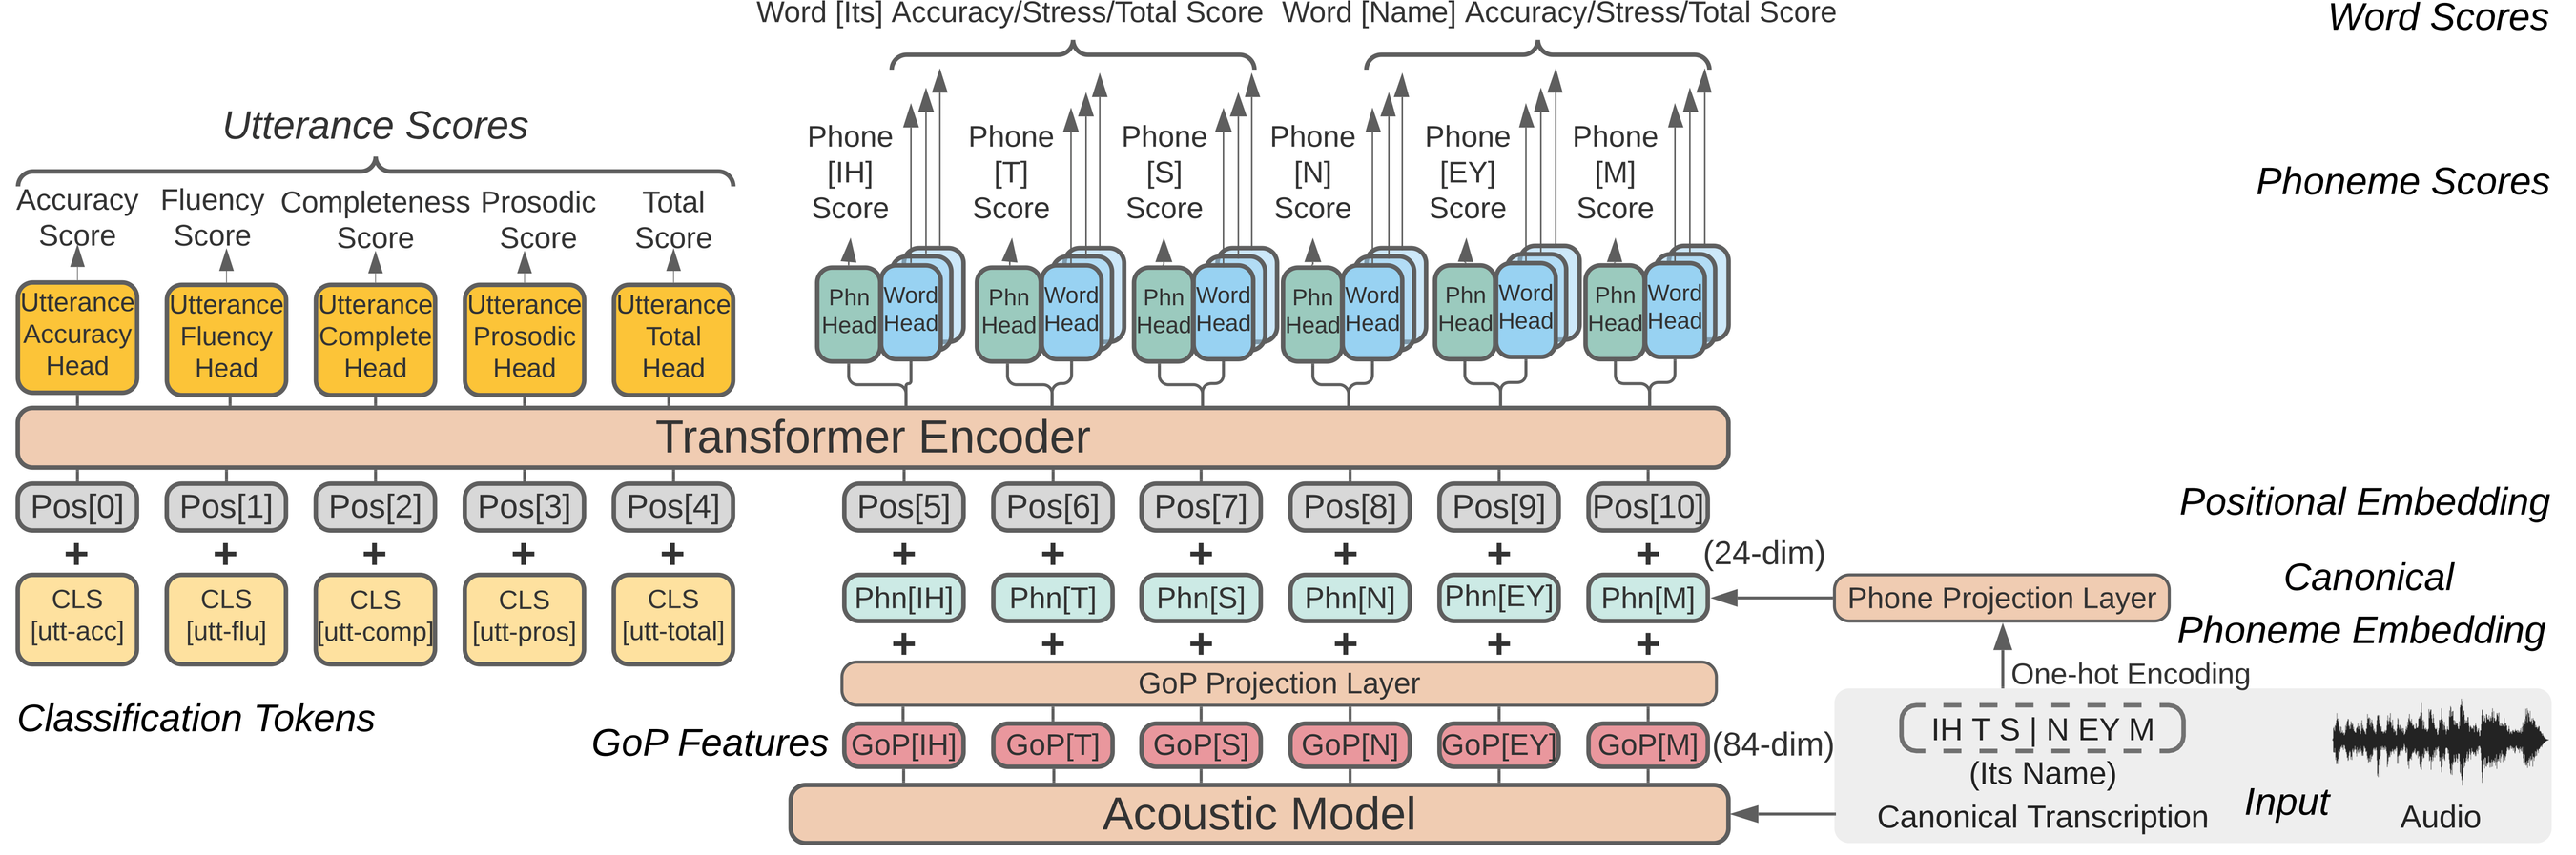 Word [Its] Accuracy/Stress/Total Score
Word [Name] Accuracy/Stress/Total Score
Word Scores
Utterance Scores
Phoneme Scores
Accuracy
Score
Fluency
Score
Completeness
Score
Prosodic
Score
Total
Score
Phone
[IH]
Score
Phone
[T]
Score
Phone
[S]
Score
Phone
[N]
Score
Phone
[EY]
Score
Phone
[M]
Score
Utterance
Accuracy
Head
Utterance
Fluency
Head
Utterance
Complete
Head
Utterance
Prosodic
Head
Utterance
Total
Head
Phn
Head
Word
Head
Phn
Head
Word
Head
Phn
Head
Word
Head
Phn
Head
Word
Head
Phn
Head
Word
Head
Phn
Head
Word
Head
Transformer Encoder
Pos[0]
Pos[1]
Pos[2]
Pos[3]
Pos[4]
Pos[5]
Pos[6]
Pos[7]
Pos[8]
Pos[9]
Pos[10]
Positional Embedding
+ + + + + + + + + + +
(24-dim)
CLS
[utt-acc]
CLS
[utt-flu]
CLS
[utt-comp]
CLS
[utt-pros]
CLS
[utt-total]
Phn[IH]
Phn[T]
Phn[S]
Phn[N]
Phn[EY]
Phn[M]
Phone Projection Layer
Canonical
Phoneme Embedding
+ + + + + +
GoP Projection Layer
One-hot Encoding
Classification Tokens
GoP Features
GoP[IH]
GoP[T]
GoP[S]
GoP[N]
GoP[EY]
GoP[M]
(84-dim)
IH T S | N EY M
(Its Name)
Canonical Transcription
Input
Audio
Acoustic Model